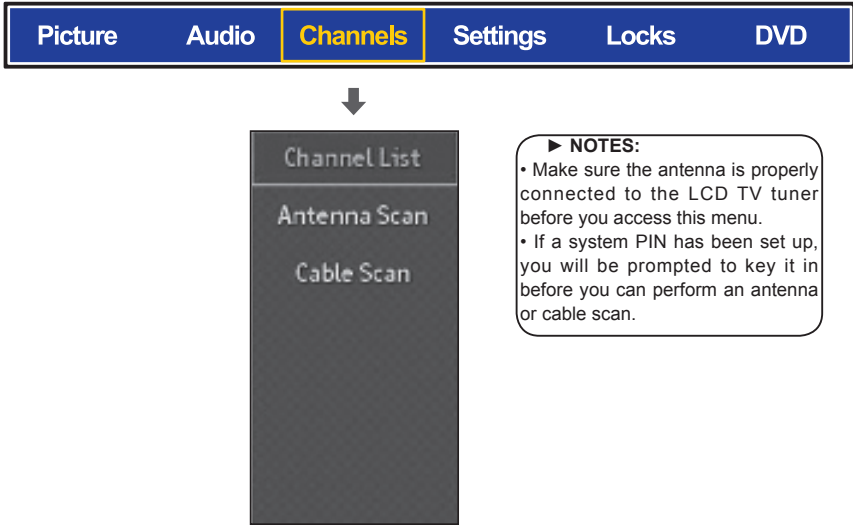 Picture Audio Channels Settings Locks DVD
Channel List
Antenna Scan
Cable Scan
► NOTES:
• Make sure the antenna is properly
connected to the LCD TV tuner
before you access this menu.
• If a system PIN has been set up,
you will be prompted to key it in
before you can perform an antenna
or cable scan.